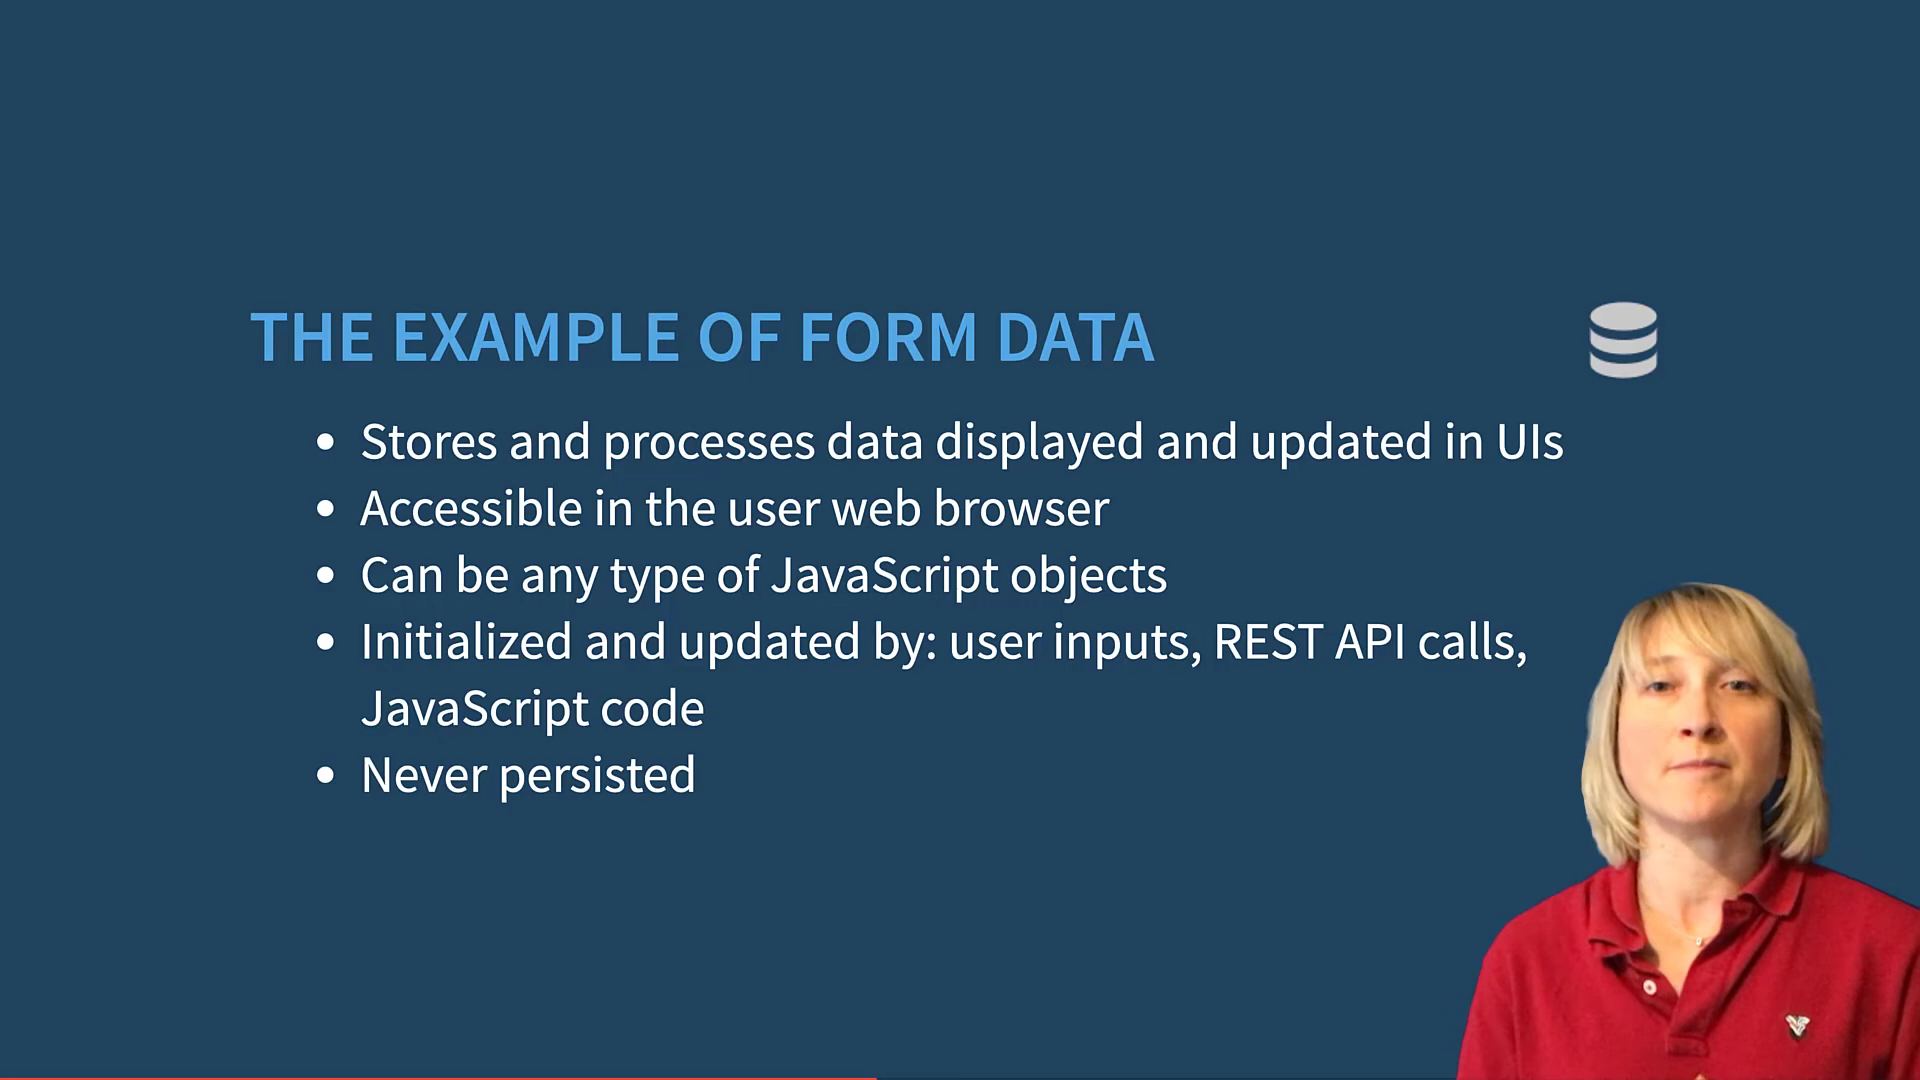 THE EXAMPLE OF FORM DATA
Stores and processes data displayed and updated in UIs
Accessible in the user web browser
Can be any type of JavaScript objects
Initialized and updated by: user inputs, REST API calls,
JavaScript code
Never persisted